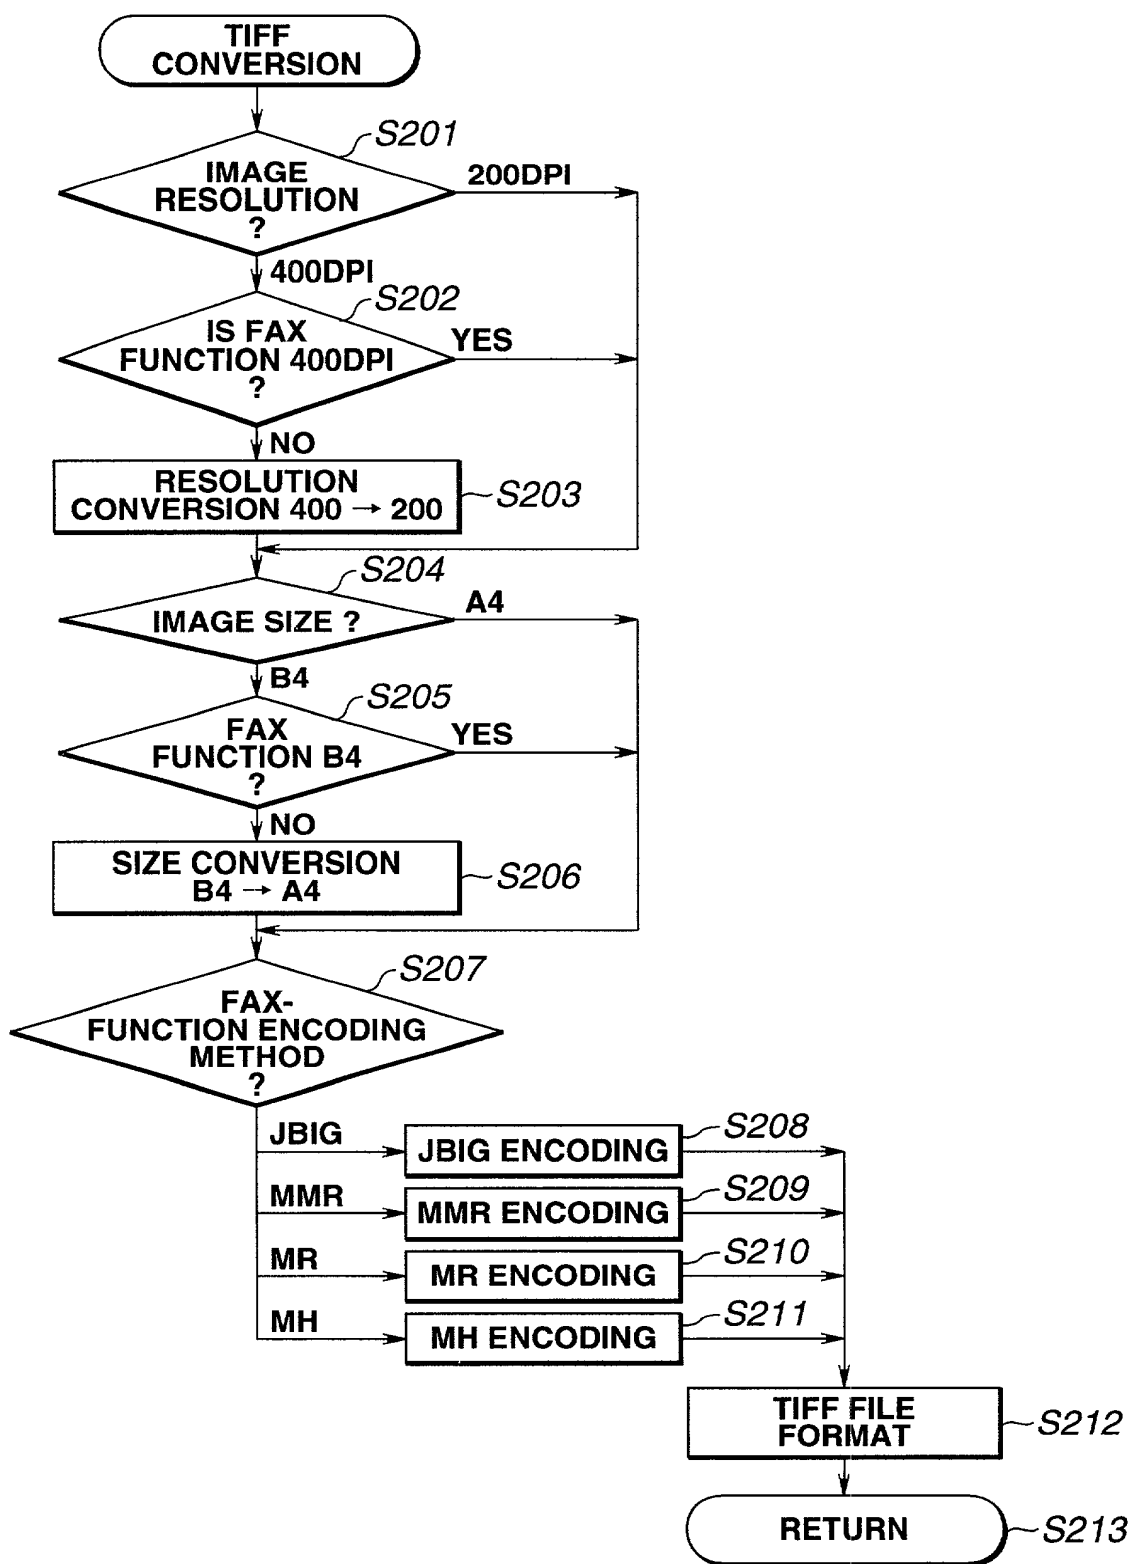 TIFF
CONVERSION
S201
IMAGE
RESOLUTION
?
200DPI
400DPI
S202
IS FAX
FUNCTION 400DPI
?
YES
NO
RESOLUTION
CONVERSION 400 → 200
S203
S204
IMAGE SIZE ?
A4
B4
S205
FAX
FUNCTION B4
?
YES
NO
SIZE CONVERSION
B4 → A4
S206
S207
FAX-
FUNCTION ENCODING
METHOD
?
JBIG
JBIG ENCODING
S208
MMR
MMR ENCODING
S209
MR
MR ENCODING
S210
MH
MH ENCODING
S211
TIFF FILE
FORMAT
S212
RETURN
S213